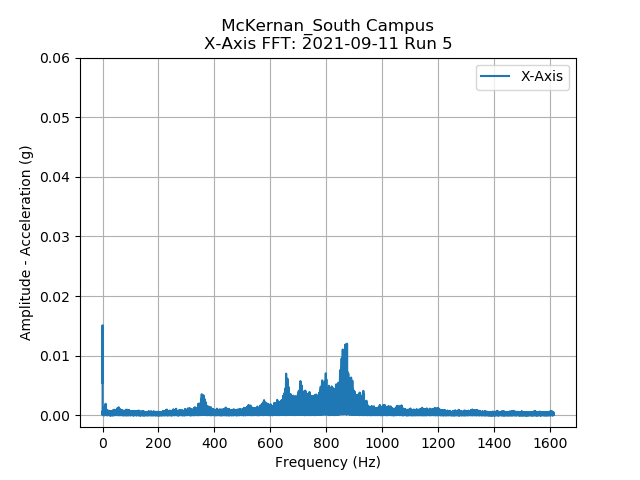 McKernan_South Campus
X-Axis FFT: 2021-09-11 Run 5
X-Axis
0.06
0.05
0.04
0.03
0.02
0.01
0.00
Amplitude - Acceleration (g)
0 200 400 600 800 1000 1200 1400 1600
Frequency (Hz)